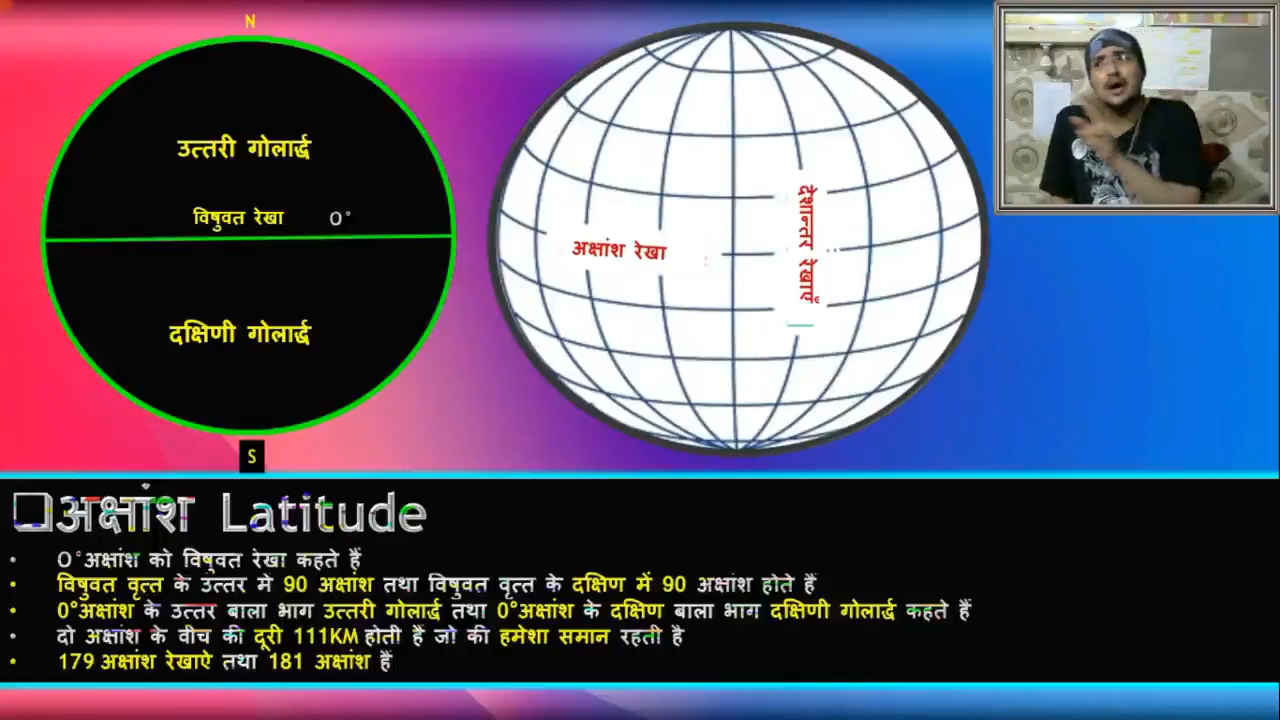 N
उत्तरी गोलार्द्ध
विषुवत रेखा 0°
दक्षिणी गोलार्द्ध
S
अक्षांश रेखा
देशान्तर रेखाएँ
अक्षांश Latitude
0°अक्षांश को विषुवत रेखा कहते हैं
विषुवत वृत्त के उत्तर में 90 अक्षांश तथा विषुवत वृत्त के दक्षिण में 90 अक्षांश होते हैं
0°अक्षांश के उत्तर बाला भाग उत्तरी गोलार्द्ध तथा 0°अक्षांश के दक्षिण बाला भाग दक्षिणी गोलार्द्ध कहते हैं
दो अक्षांश के वीच की दूरी 111KM होती हैं जो की हमेशा समान रहती है
179 अक्षांश रेखाऐ तथा 181 अक्षांश हैं